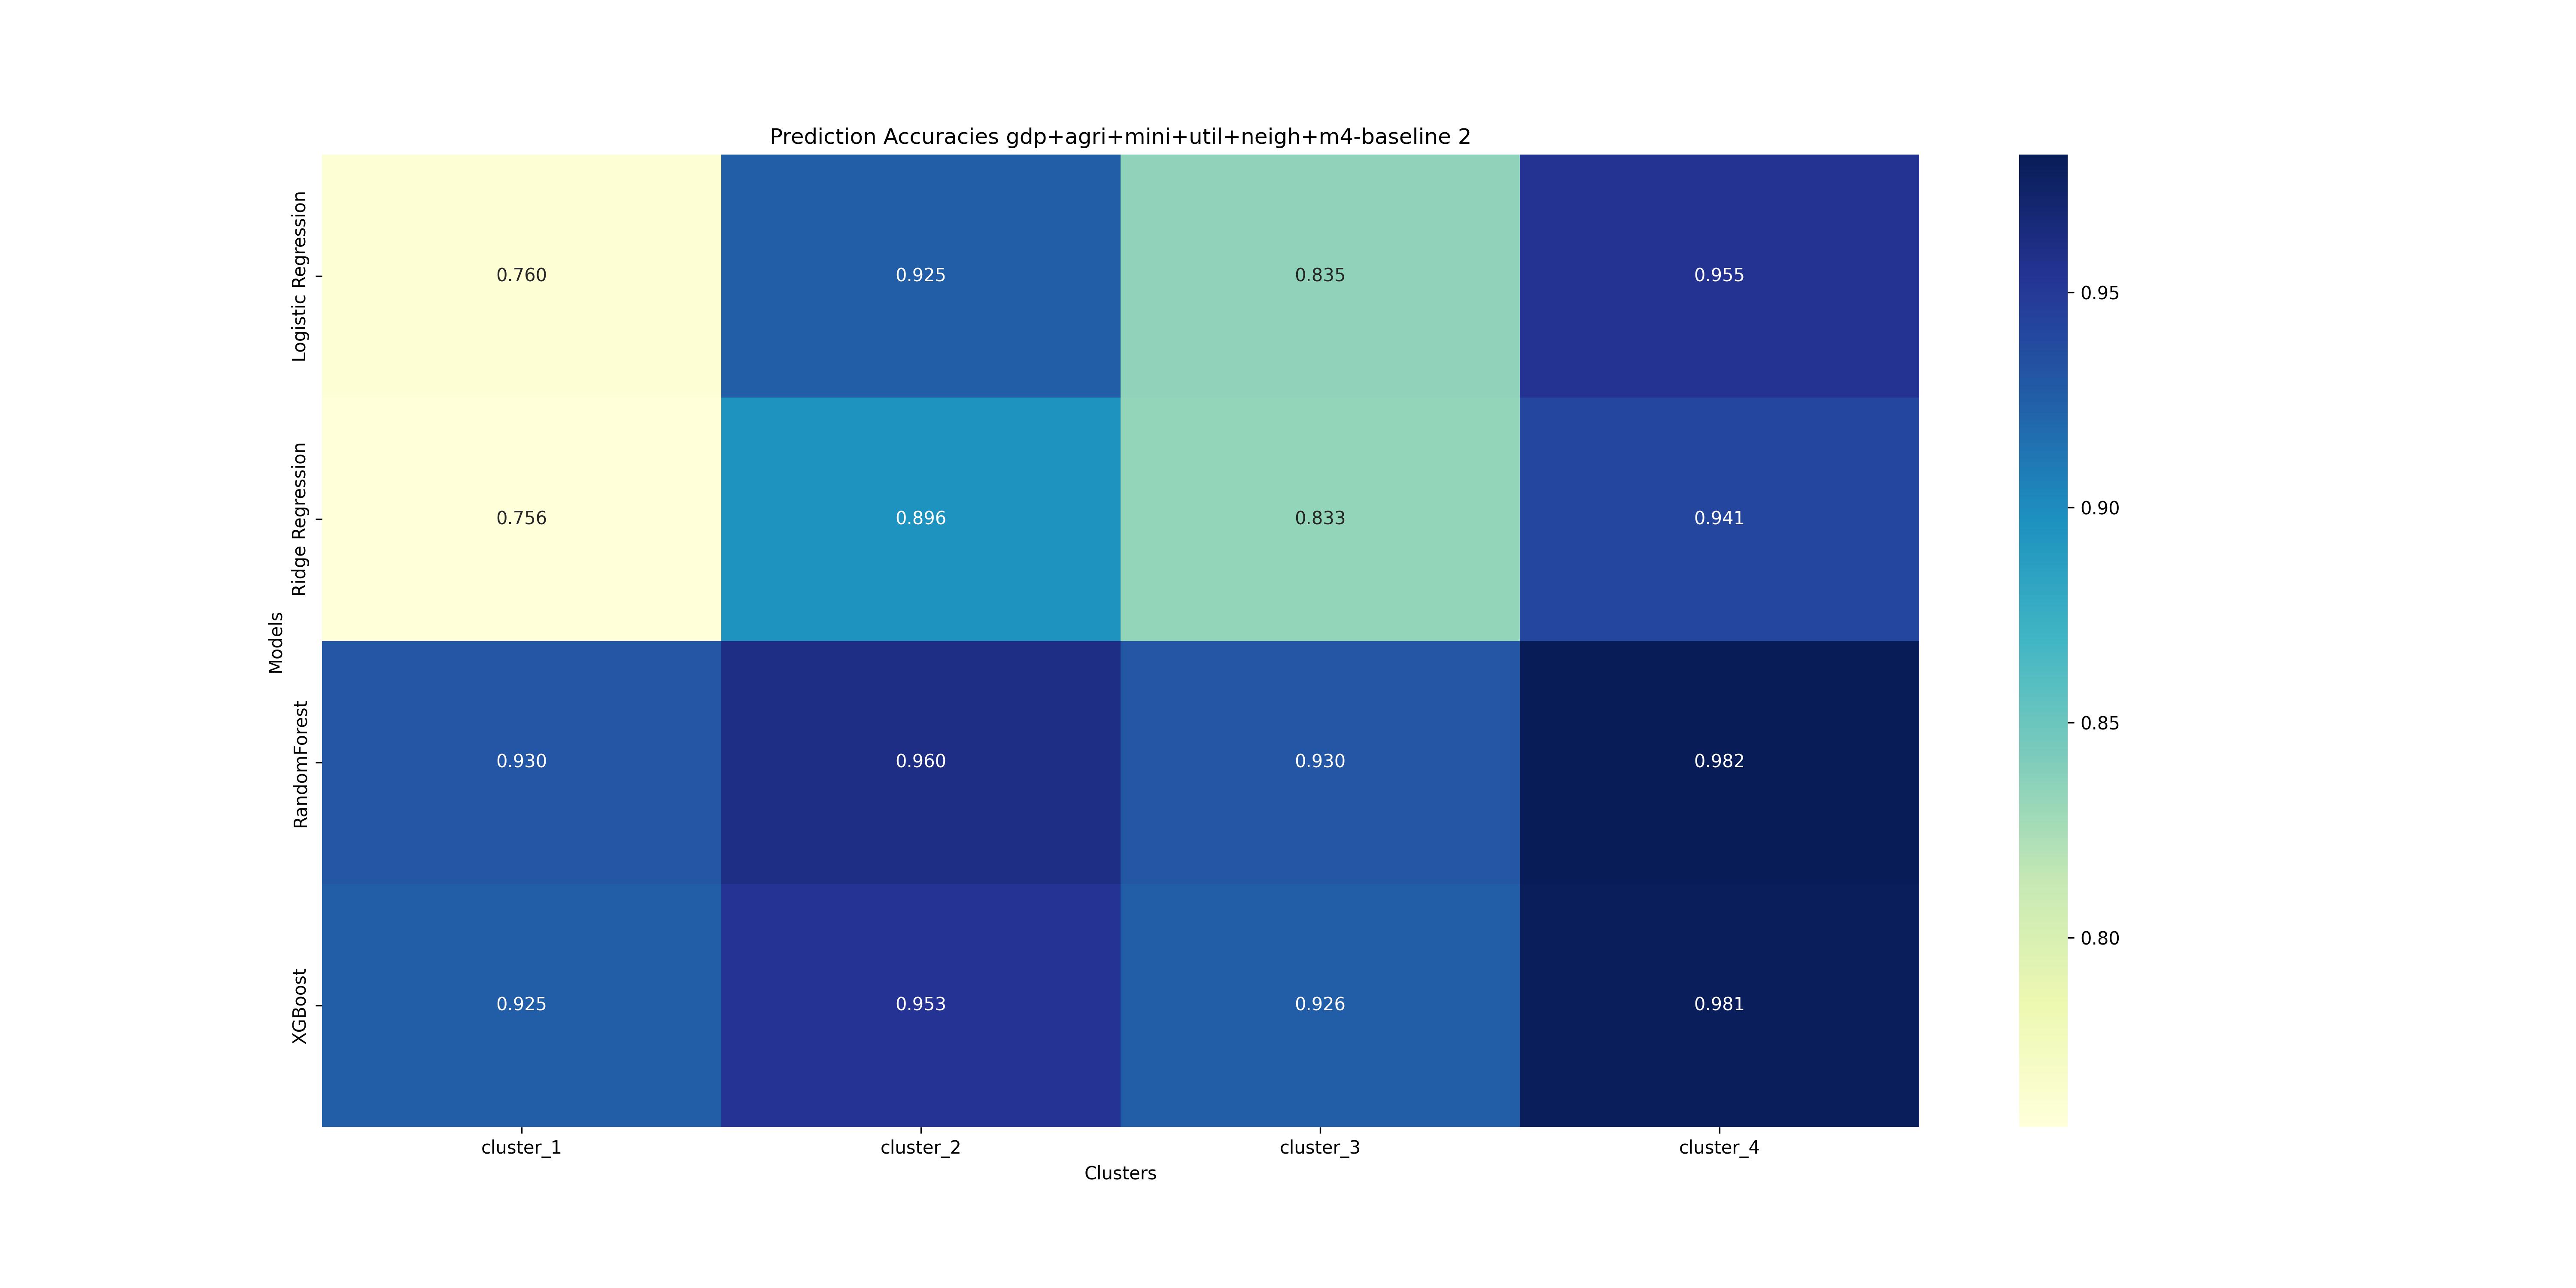 Prediction Accuracies gdp+agri+mini+util+neigh+m4-baseline 2
Models
Logistic Regression
0.760 0.925 0.835 0.955
Ridge Regression
0.756 0.896 0.833 0.941
RandomForest
0.930 0.960 0.930 0.982
XGBoost
0.925 0.953 0.926 0.981
cluster_1 cluster_2 cluster_3 cluster_4
Clusters
0.95
0.90
0.85
0.80